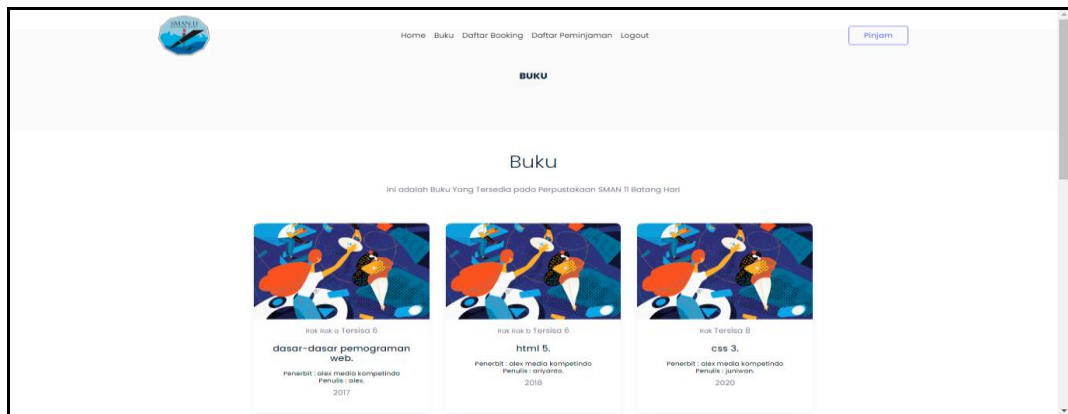 SMAN 11
Home Buku Daftar Booking Daftar Peminjaman Logout
Pinjam
BUKU
Buku
Ini adalah Buku Yang Tersedia pada Perpustakaan SMAN 11 Batang Hari
Rak Rak a Tersisa 6
dasar-dasar pemograman
web.
Penerbit : alex media kompetindo
Penulis : alex.
2017
Rak Rak b Tersisa 6
html 5.
Penerbit : alex media kompetindo
Penulis : ariyanto.
2018
Rak Tersisa 8
css 3.
Penerbit : alex media kompetindo
Penulis : juniwan.
2020